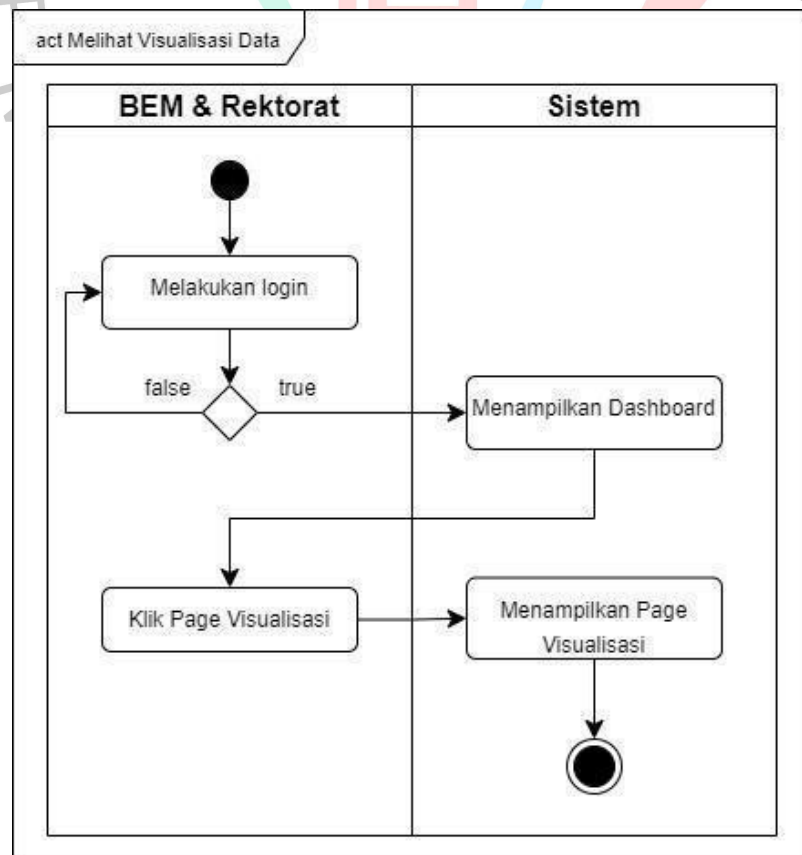 act Melihat Visualisasi Data
BEM & Rektorat
Sistem
Melakukan login
false
true
Menampilkan Dashboard
Klik Page Visualisasi
Menampilkan Page
Visualisasi